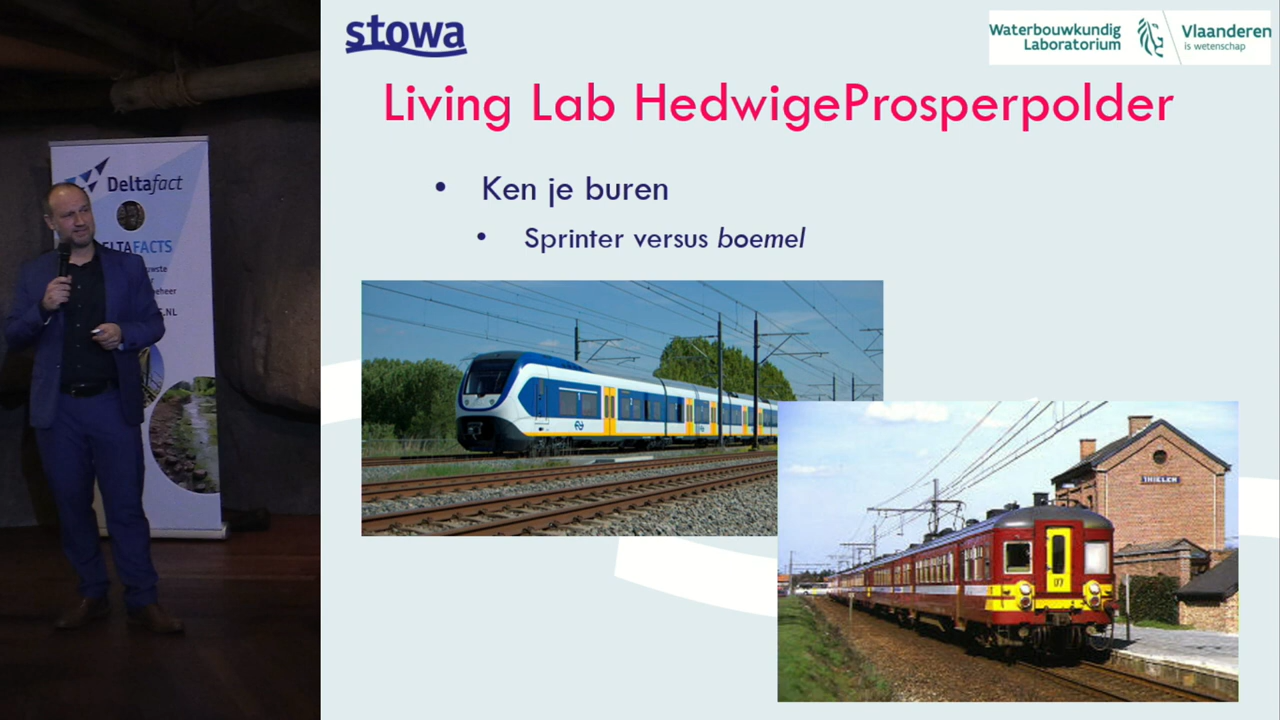 stowa
Waterbouwkundig
Laboratorium
Vlaanderen
is wetenschap
Living Lab HedwigeProsperpolder
• Ken je buren
• Sprinter versus boemel
Deltafact
DELTAFACTS
THIELEN